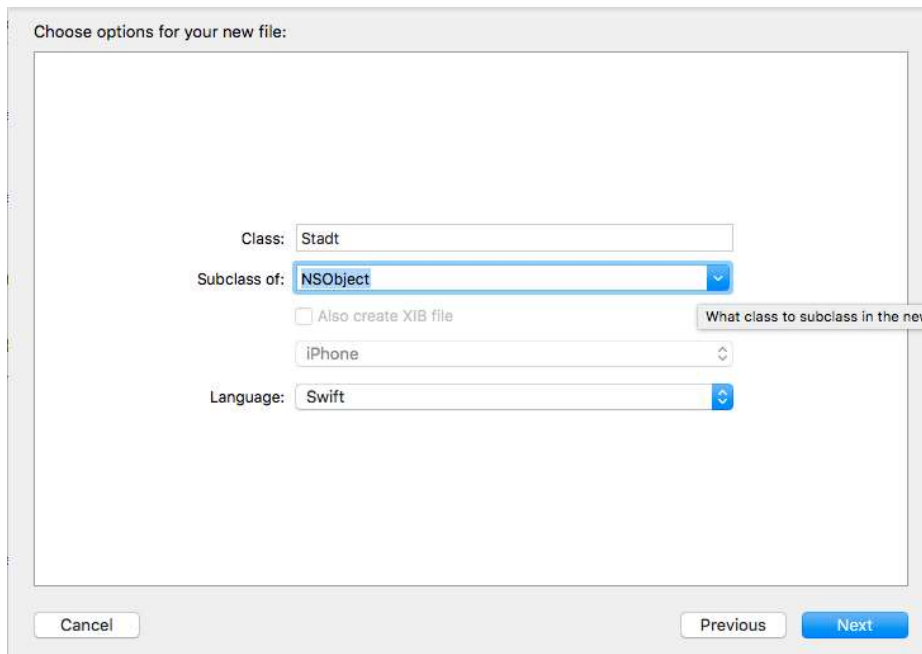 Choose options for your new file:
Class: Stadt
Subclass of: NSObject
Also create XIB file
What class to subclass in the new
iPhone
Language: Swift
Cancel
Previous
Next